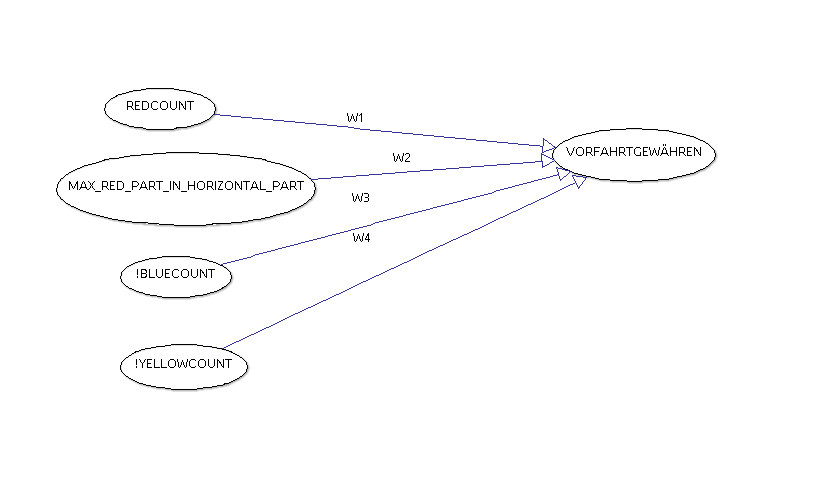 REDCOUNT
W1
VORFAHRTGEWÄHREN
W2
MAX_RED_PART_IN_HORIZONTAL_PART
W3
W4
!BLUECOUNT
!YELLOWCOUNT